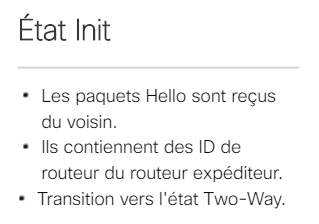 État Init
• Les paquets Hello sont reçus
du voisin.
• Ils contiennent des ID de
routeur du routeur expéditeur.
• Transition vers l'état Two-Way.